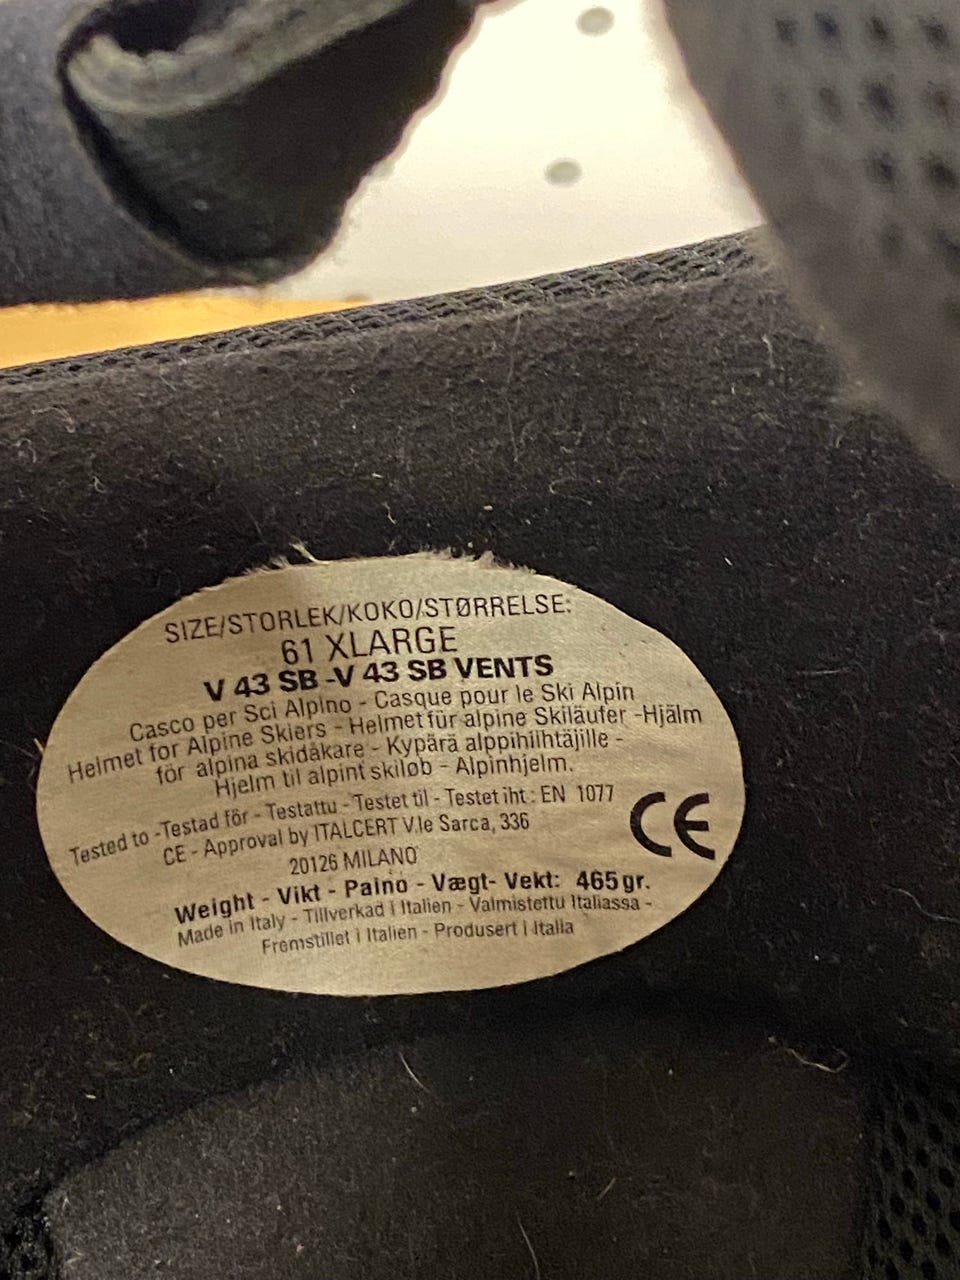 SIZE/STORLEK/KOKO/STØRRELSE:
61 XLARGE
V 43 SB -V 43 SB VENTS
Casco per Sci Alpino - Casque pour le Ski Alpin
Helmet for Alpine Skiers - Helmet für alpine Skiläufer -Hjälm
för alpina skidåkare - Kypärä alppihiihtäjille -
Hjelm til alpint skiløb - Alpinhjelm.
Tested to -Testad för - Testattu - Testet til - Testet iht : EN 1077
CE - Approval by ITALCERT V.le Sarca, 336
20126 MILANO
CE
Weight - Vikt - Paino - Vægt- Vekt: 465 gr.
Made in Italy - Tillverkad i Italien - Valmistettu Italiassa -
Fremstillet i Italien - Produsert i Italia